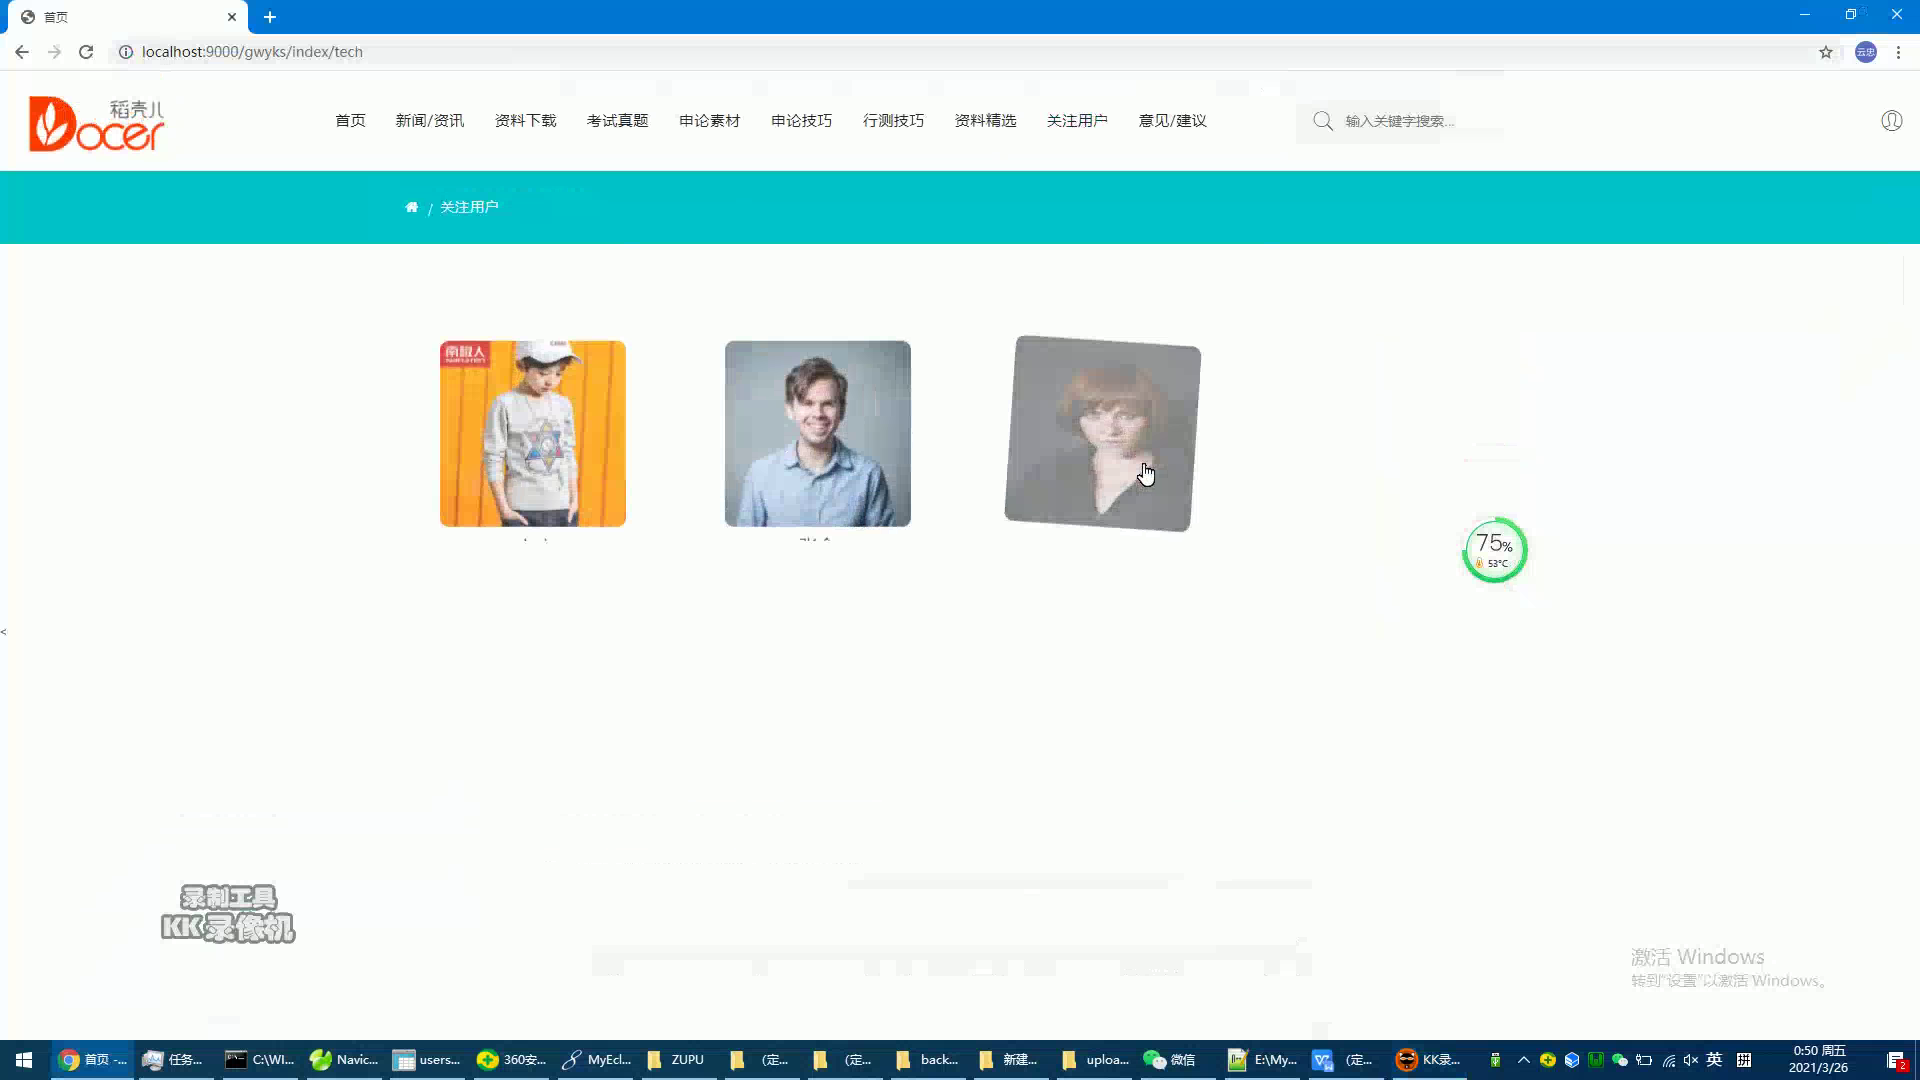 首页
localhost:9000/gwyks/index/tech
云忠
稻壳儿
Docer
首页 新闻/资讯 资料下载 考试真题 申论素材 申论技巧 行测技巧 资料精选 关注用户 意见/建议
输入关键字搜索...
/ 关注用户
南极人
75%
53°C
<
录制工具
KK录像机
激活 Windows
转到"设置"以激活 Windows。
首页 -... 任务... C:\WI... Navic... users... 360安... MyEcl... ZUPU (定... (定... back... 新建... uploa... 微信 E:\My... (定... KK录... 英 拼
0:50 周五
2021/3/26
2